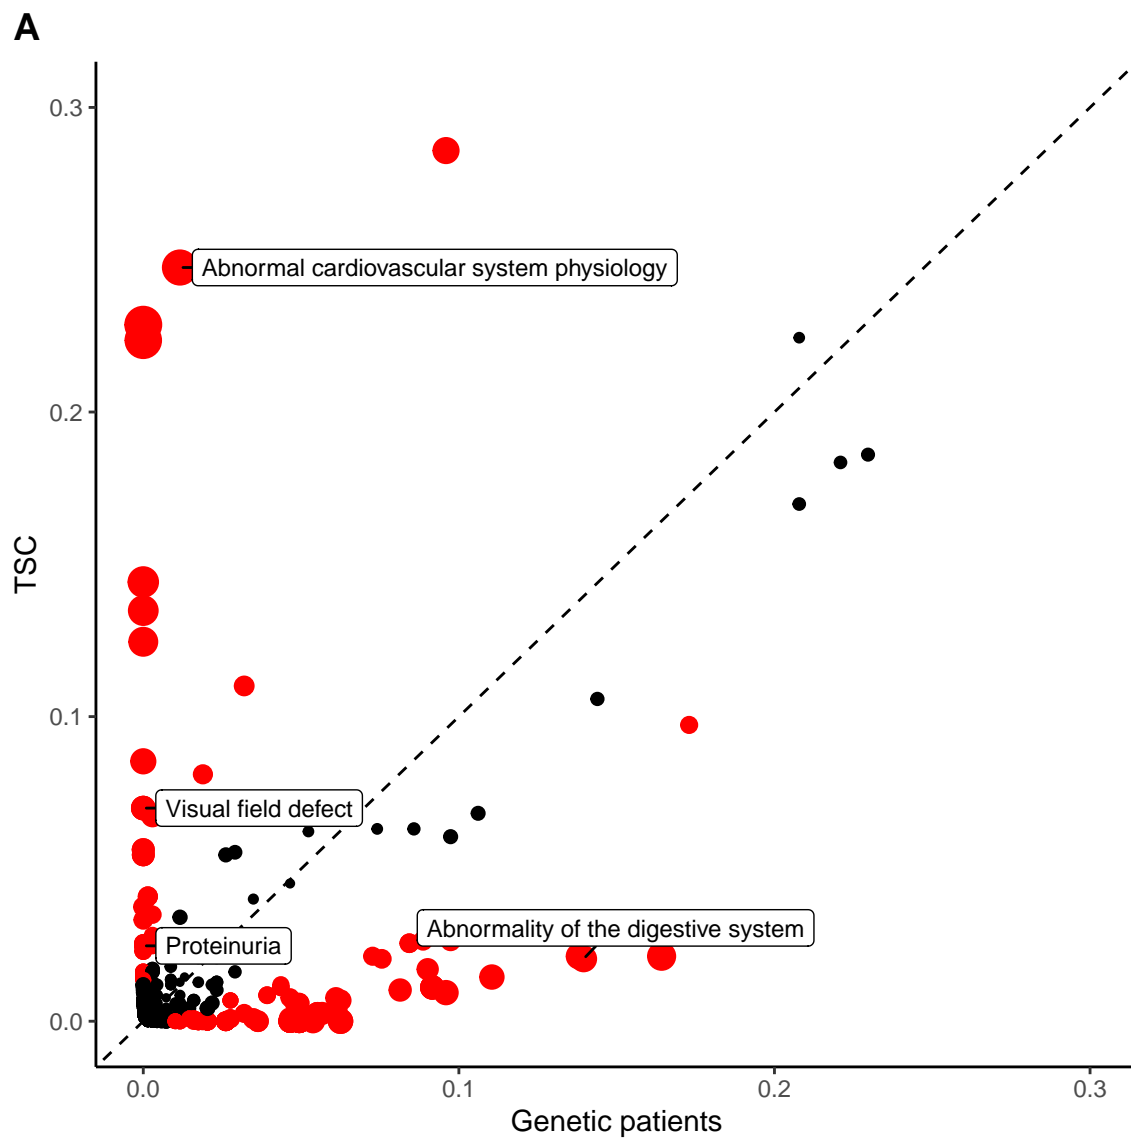 A
0.3
Abnormal cardiovascular system physiology
0.2
TSC
0.1
Visual field defect
Abnormality of the digestive system
Proteinuria
0.0
0.0 0.1 0.2 0.3
Genetic patients